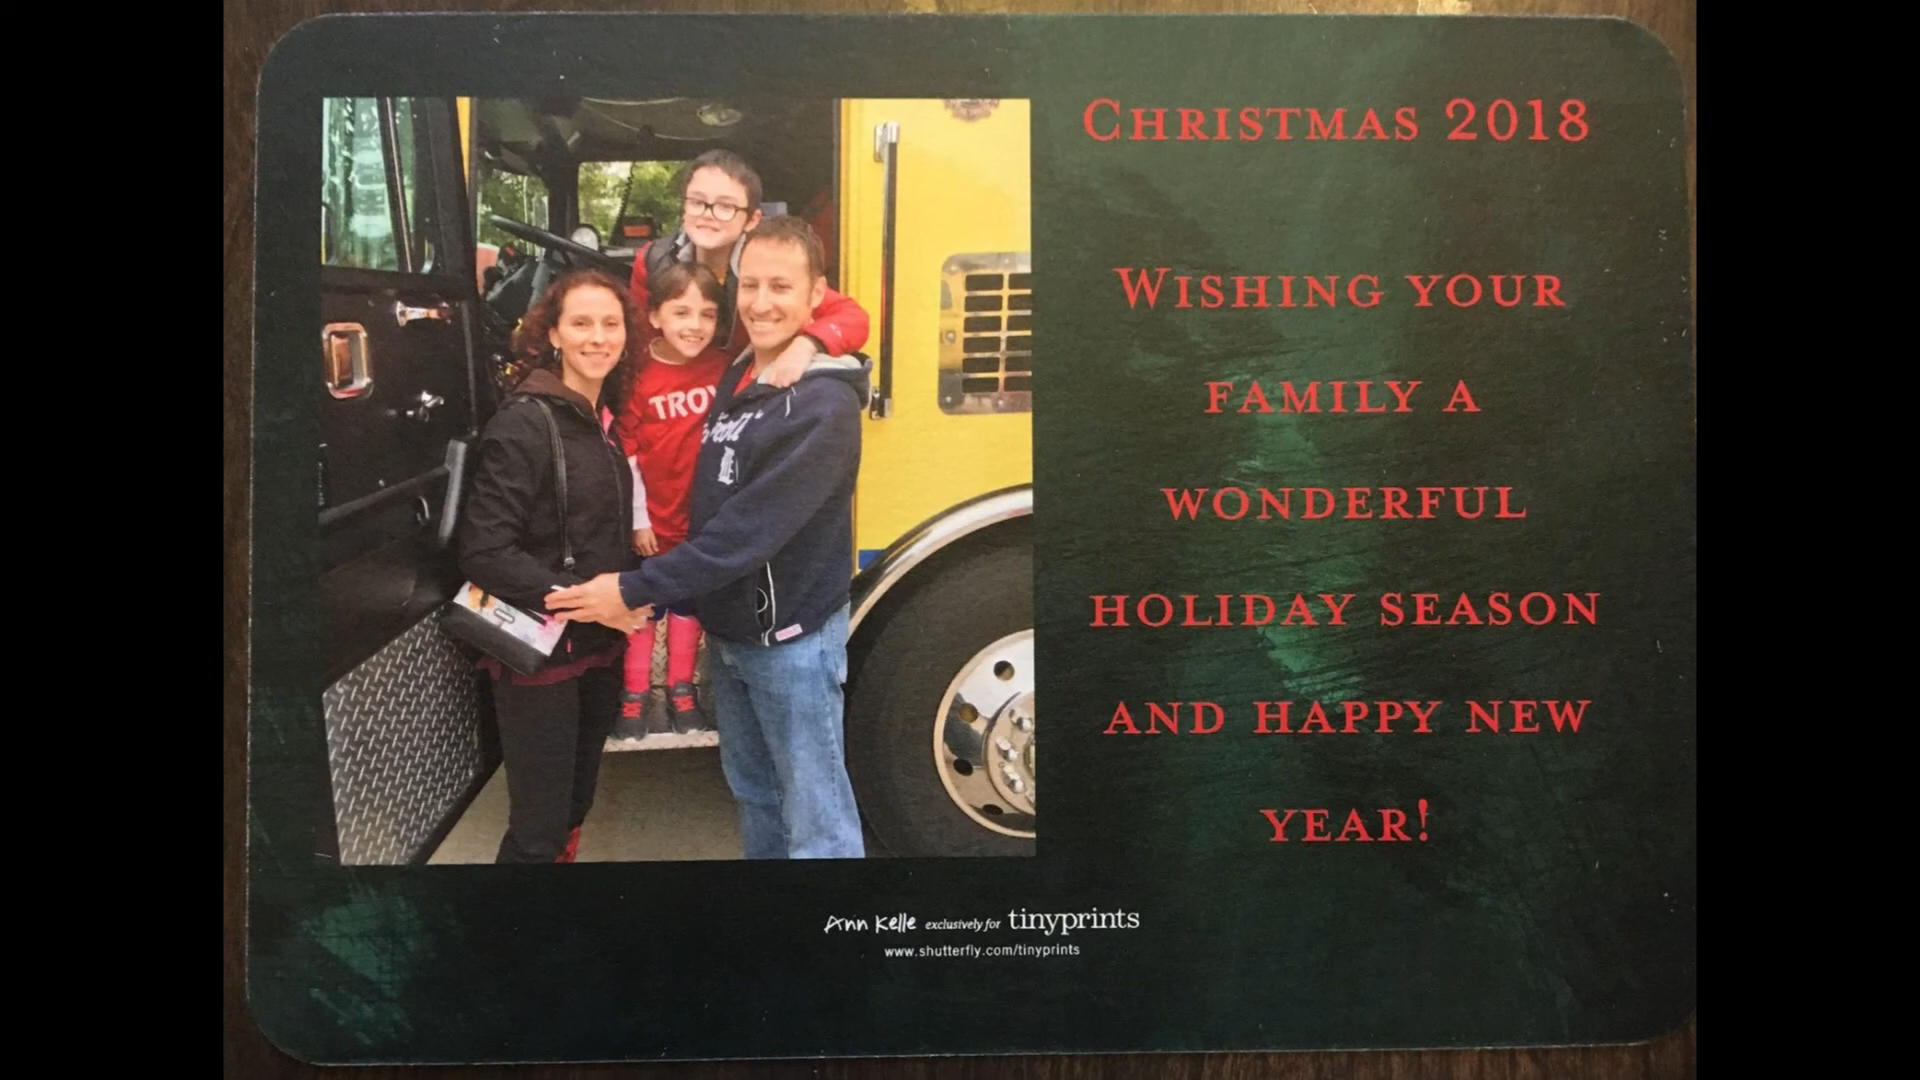 CHRISTMAS 2018
WISHING YOUR
FAMILY A
WONDERFUL
HOLIDAY SEASON
AND HAPPY NEW
YEAR!
TROY
Ann Kelle exclusively for tinyprints
www.shutterfly.com/tinyprints